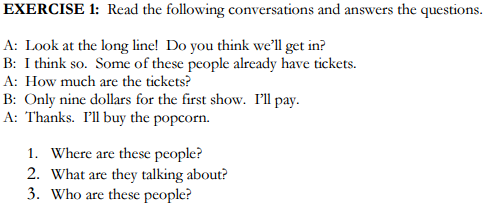 EXERCISE 1: Read the following conversations and answers the questions.
A: Look at the long line! Do you think we'll get in?
B: I think so. Some of these people already have tickets.
A: How much are the tickets?
B: Only nine dollars for the first show. I'll pay.
A: Thanks. I'll buy the popcorn.
1. Where are these people?
2. What are they talking about?
3. Who are these people?